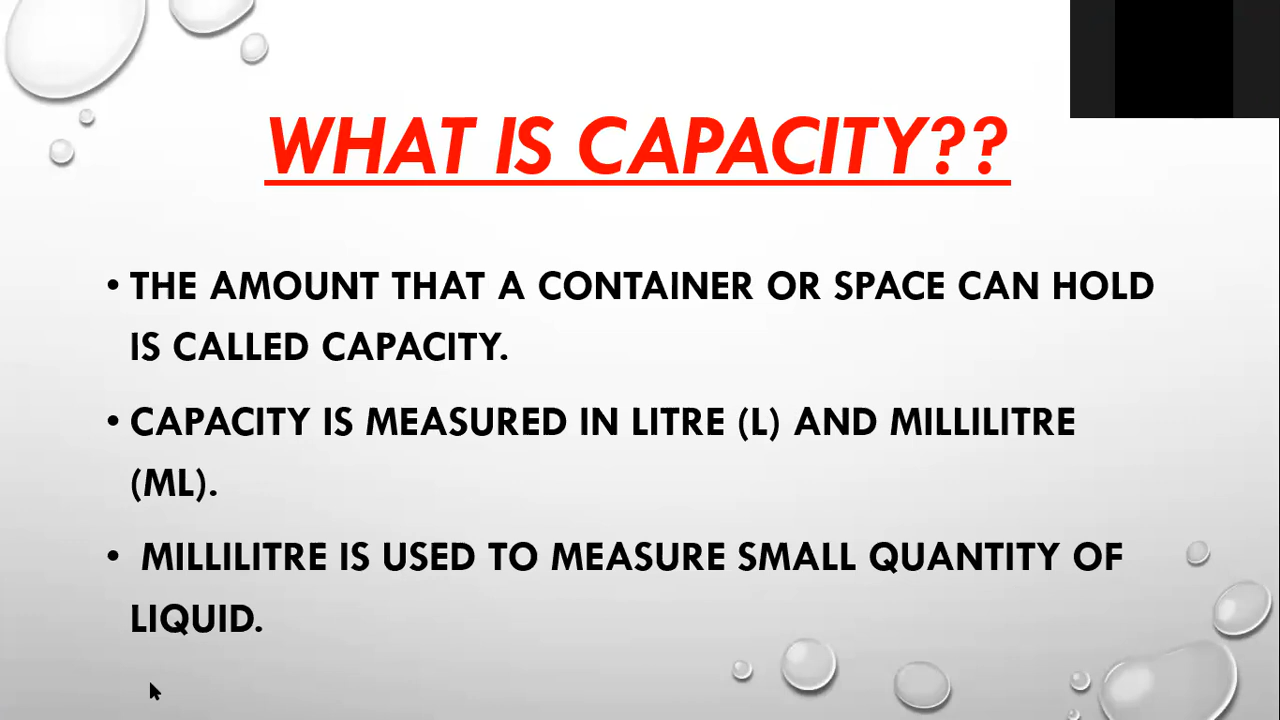 WHAT IS CAPACITY??
• THE AMOUNT THAT A CONTAINER OR SPACE CAN HOLD
IS CALLED CAPACITY.
• CAPACITY IS MEASURED IN LITRE (L) AND MILLILITRE
(ML).
• MILLILITRE IS USED TO MEASURE SMALL QUANTITY OF
LIQUID.